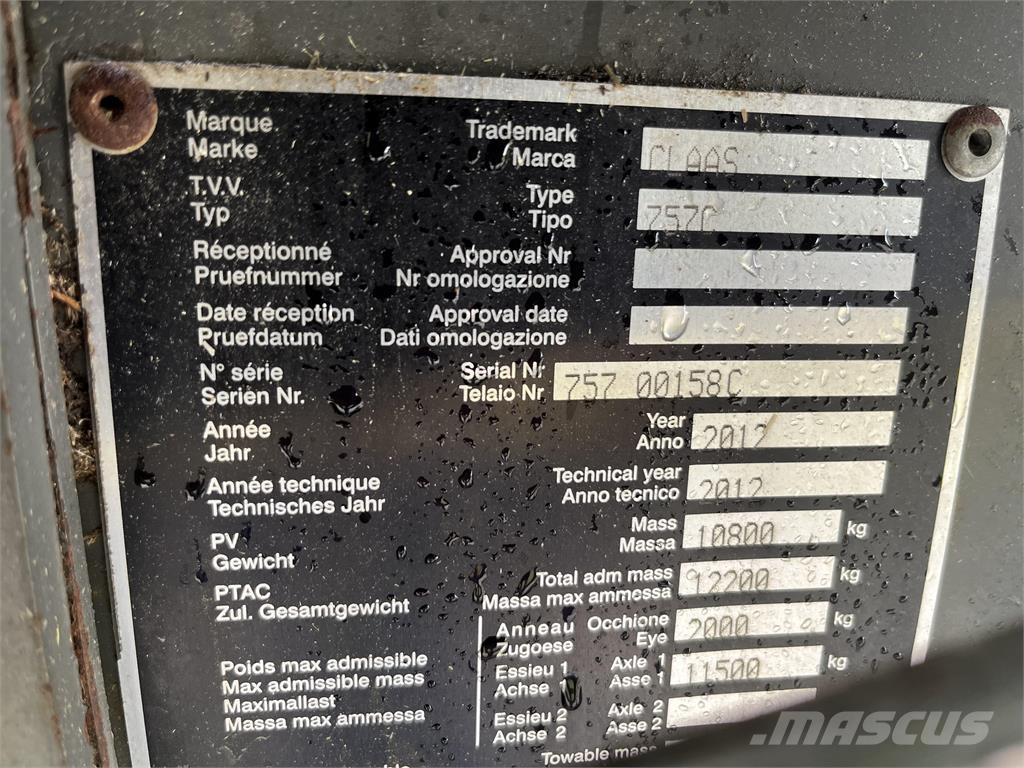 Marque Trademark CLAAS
Marke Marca
T.V.V. Type 757C
Typ Tipo
Réceptionné Approval Nr
Pruefnummer Nr omologazione
Date réception Approval date
Pruefdatum Dati omologazione
N° série Serial Nr 757 00158C
Serien Nr. Telaio Nr
Année Year 2012
Jahr Anno
Année technique Technical year 2012
Technisches Jahr Anno tecnico
PV Mass 10800 kg
Gewicht Massa
PTAC Total adm mass 12200 kg
Zul. Gesamtgewicht Massa max ammessa
Anneau Occhione 2000 kg
Zugoese Eye
Poids max admissible Essieu 1 Axle 1 11500 kg
Max admissible mass Achse 1 Asse 1
Maximallast Essieu 2 Axle 2
Massa max ammessa Achse 2 Asse 2
Towable mass
MASCUS